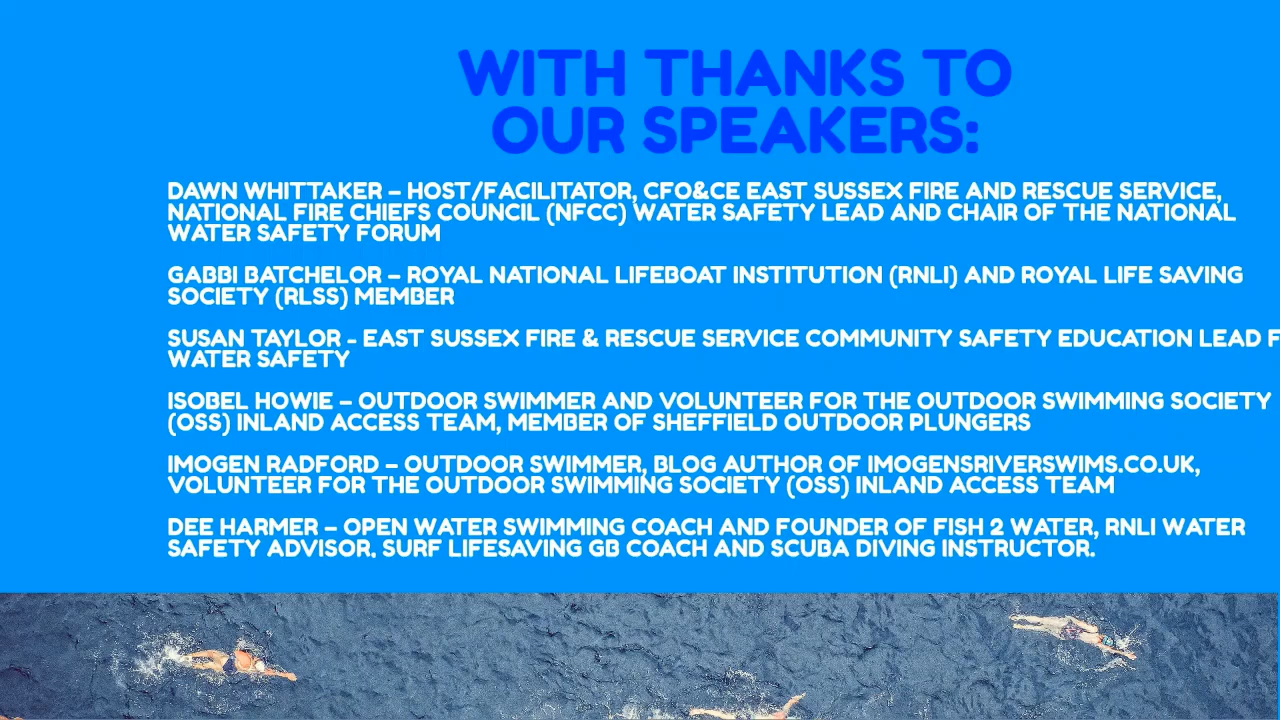 WITH THANKS TO
OUR SPEAKERS:
DAWN WHITTAKER – HOST/FACILITATOR, CFO&CE EAST SUSSEX FIRE AND RESCUE SERVICE,
NATIONAL FIRE CHIEFS COUNCIL (NFCC) WATER SAFETY LEAD AND CHAIR OF THE NATIONAL
WATER SAFETY FORUM
GABBI BATCHELOR – ROYAL NATIONAL LIFEBOAT INSTITUTION (RNLI) AND ROYAL LIFE SAVING
SOCIETY (RLSS) MEMBER
SUSAN TAYLOR - EAST SUSSEX FIRE & RESCUE SERVICE COMMUNITY SAFETY EDUCATION LEAD
WATER SAFETY
ISOBEL HOWIE – OUTDOOR SWIMMER AND VOLUNTEER FOR THE OUTDOOR SWIMMING SOCIETY
(OSS) INLAND ACCESS TEAM, MEMBER OF SHEFFIELD OUTDOOR PLUNGERS
IMOGEN RADFORD – OUTDOOR SWIMMER, BLOG AUTHOR OF IMOGENSRIVERSWIMS.CO.UK,
VOLUNTEER FOR THE OUTDOOR SWIMMING SOCIETY (OSS) INLAND ACCESS TEAM
DEE HARMER – OPEN WATER SWIMMING COACH AND FOUNDER OF FISH 2 WATER, RNLI WATER
SAFETY ADVISOR, SURF LIFESAVING GB COACH AND SCUBA DIVING INSTRUCTOR.